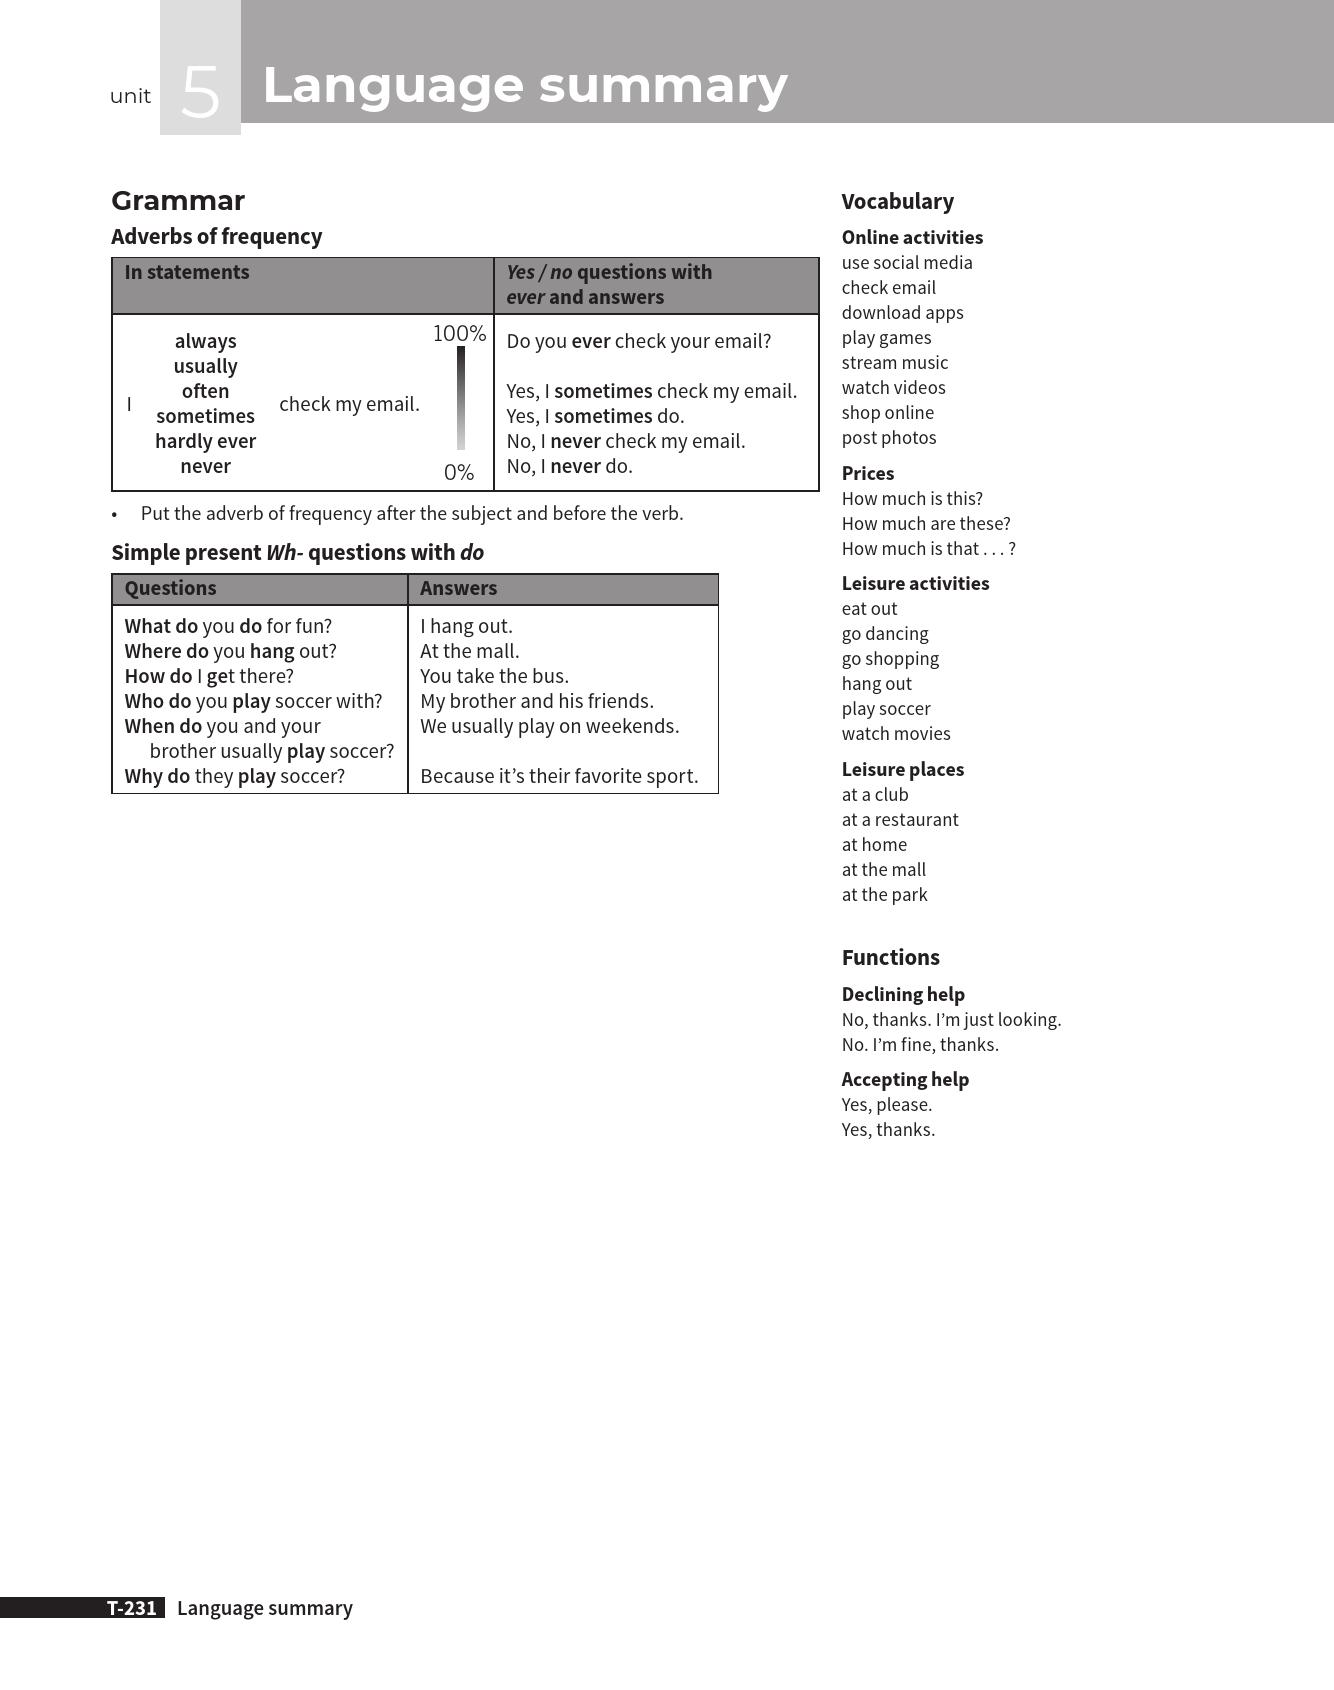 unit 5 Language summary
Grammar
Adverbs of frequency
In statements
Yes / no questions with
ever and answers
I
always
usually
often
sometimes
hardly ever
never
check my email.
100%
0%
Do you ever check your email?
Yes, I sometimes check my email.
Yes, I sometimes do.
No, I never check my email.
No, I never do.
• Put the adverb of frequency after the subject and before the verb.
Simple present Wh- questions with do
Questions Answers
What do you do for fun? I hang out.
Where do you hang out? At the mall.
How do I get there? You take the bus.
Who do you play soccer with? My brother and his friends.
When do you and your We usually play on weekends.
brother usually play soccer?
Why do they play soccer? Because it’s their favorite sport.
Vocabulary
Online activities
use social media
check email
download apps
play games
stream music
watch videos
shop online
post photos
Prices
How much is this?
How much are these?
How much is that . . . ?
Leisure activities
eat out
go dancing
go shopping
hang out
play soccer
watch movies
Leisure places
at a club
at a restaurant
at home
at the mall
at the park
Functions
Declining help
No, thanks. I’m just looking.
No. I’m fine, thanks.
Accepting help
Yes, please.
Yes, thanks.
T-231 Language summary